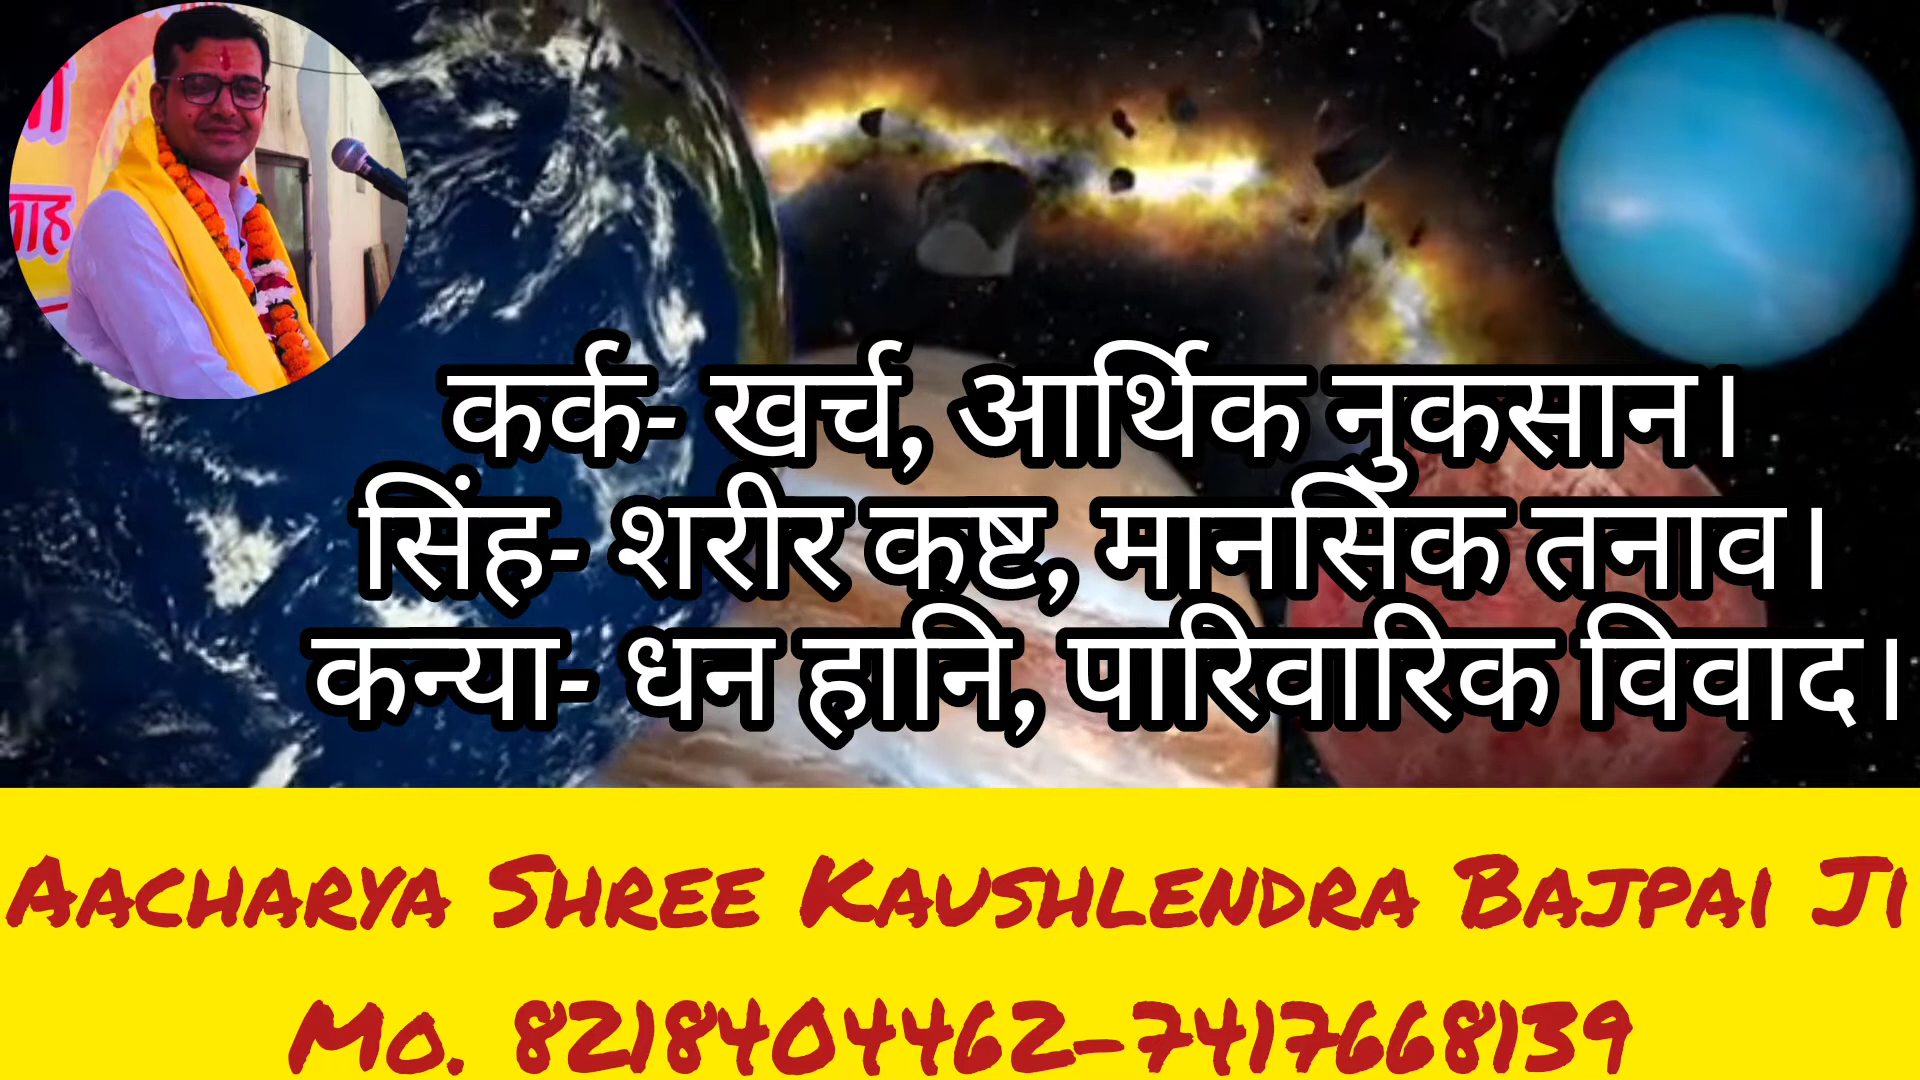 कर्क- खर्च, आर्थिक नुकसान।
सिंह- शरीर कष्ट, मानसिक तनाव।
कन्या- धन हानि, पारिवारिक विवाद।
Aacharya Shree Kaushlendra Bajpai Ji
Mo. 8218404462-7417668139